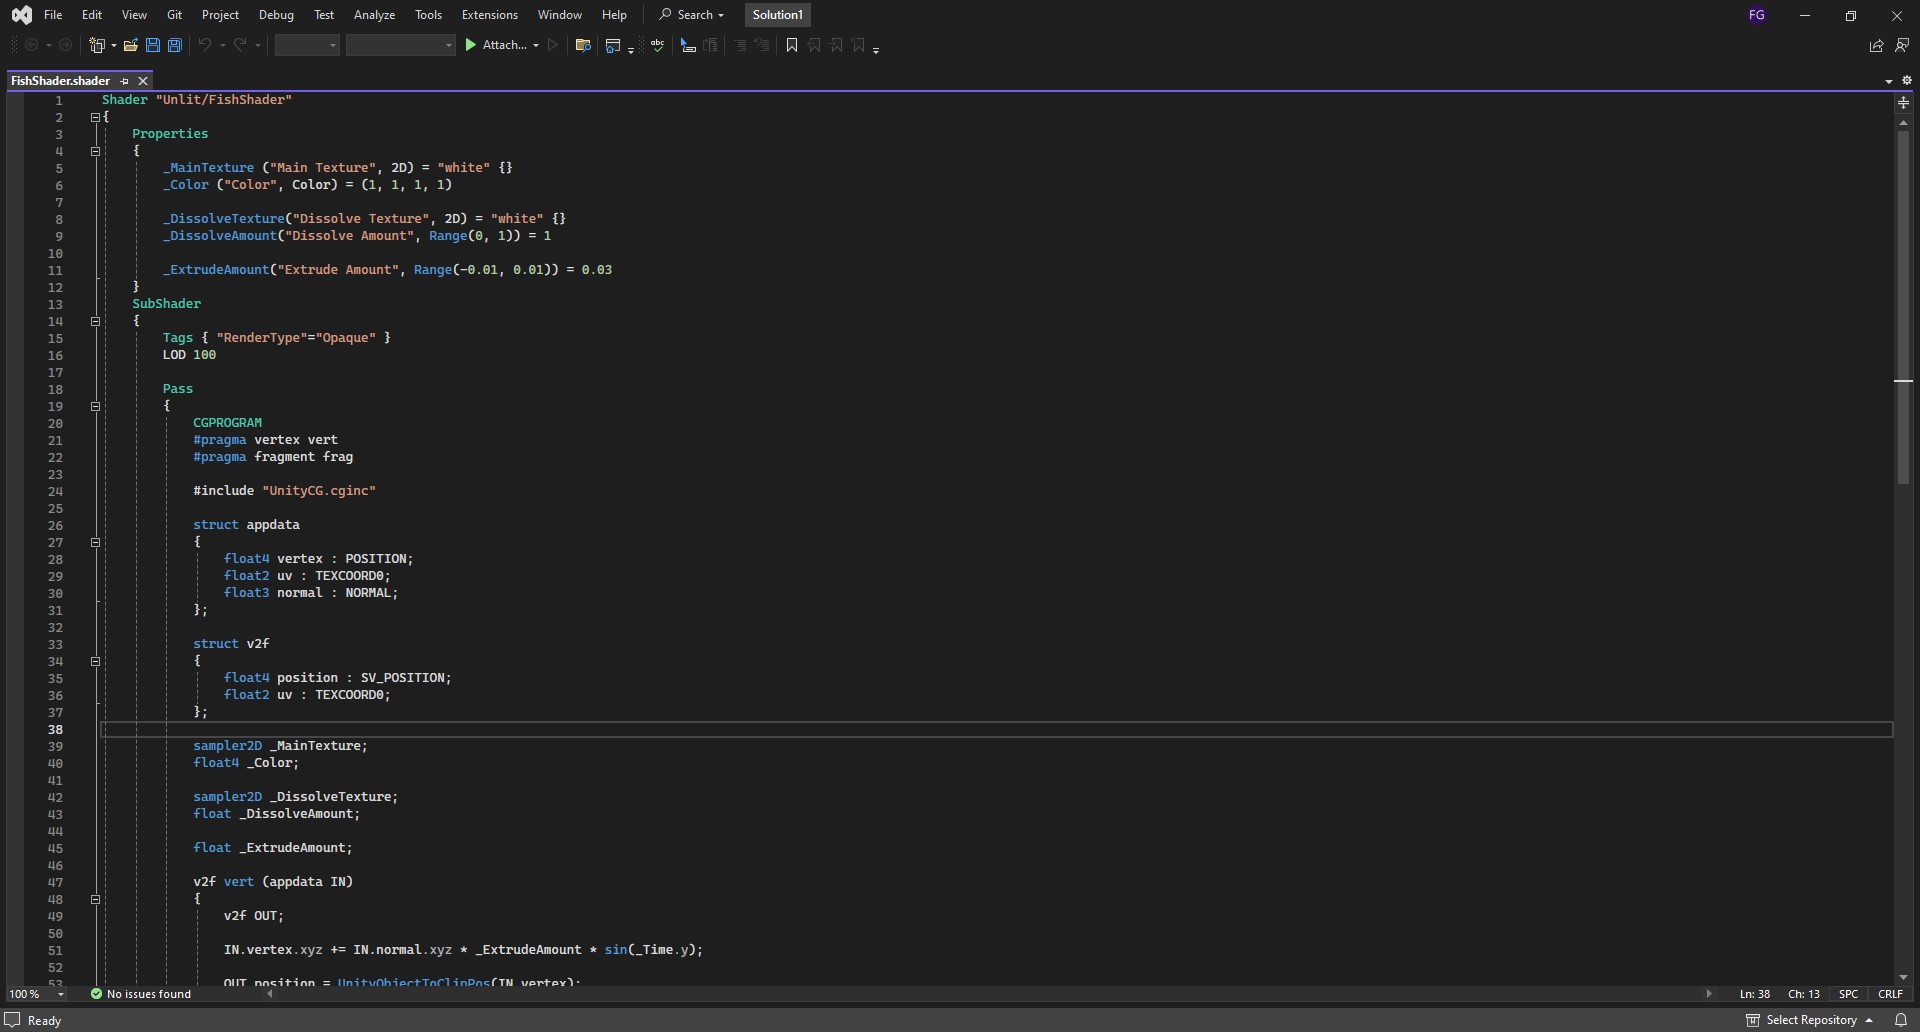 File Edit View Git Project Debug Test Analyze Tools Extensions Window Help Search Solution1 FG
Attach...
FishShader.shader
1 Shader "Unlit/FishShader"
2 {
3 Properties
4 {
5 _MainTexture ("Main Texture", 2D) = "white" {}
6 _Color ("Color", Color) = (1, 1, 1, 1)
7
8 _DissolveTexture("Dissolve Texture", 2D) = "white" {}
9 _DissolveAmount("Dissolve Amount", Range(0, 1)) = 1
10
11 _ExtrudeAmount("Extrude Amount", Range(-0.01, 0.01)) = 0.03
12 }
13 SubShader
14 {
15 Tags { "RenderType"="Opaque" }
16 LOD 100
17
18 Pass
19 {
20 CGPROGRAM
21 #pragma vertex vert
22 #pragma fragment frag
23
24 #include "UnityCG.cginc"
25
26 struct appdata
27 {
28 float4 vertex : POSITION;
29 float2 uv : TEXCOORD0;
30 float3 normal : NORMAL;
31 };
32
33 struct v2f
34 {
35 float4 position : SV_POSITION;
36 float2 uv : TEXCOORD0;
37 };
38
39 sampler2D _MainTexture;
40 float4 _Color;
41
42 sampler2D _DissolveTexture;
43 float _DissolveAmount;
44
45 float _ExtrudeAmount;
46
47 v2f vert (appdata IN)
48 {
49 v2f OUT;
50
51 IN.vertex.xyz += IN.normal.xyz * _ExtrudeAmount * sin(_Time.y);
52
53 OUT.position = UnityObjectToClipPos(IN.vertex);
100 % No issues found Ln: 38 Ch: 13 SPC CRLF
Ready Select Repository